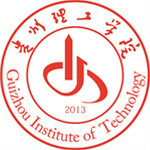 贵州理工学院
2013
Guizhou Institute of Technology